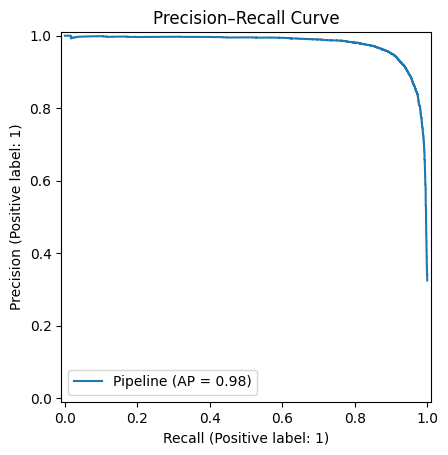 Precision–Recall Curve
1.0
0.8
0.6
0.4
0.2
0.0
Precision (Positive label: 1)
Pipeline (AP = 0.98)
0.0 0.2 0.4 0.6 0.8 1.0
Recall (Positive label: 1)